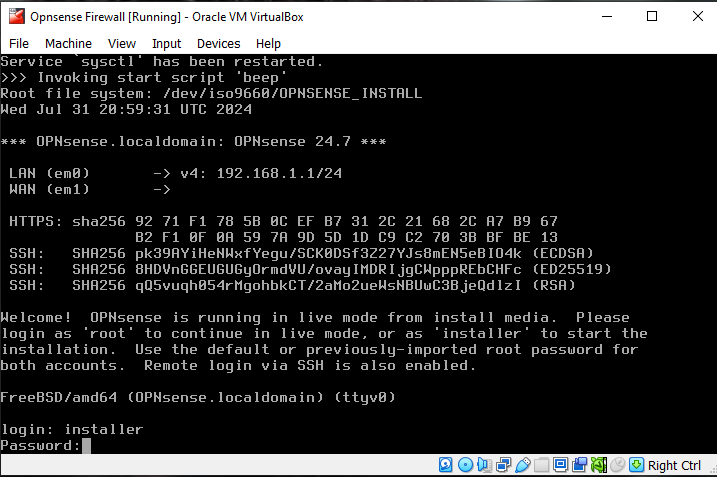 Opnsense Firewall [Running] - Oracle VM VirtualBox
File Machine View Input Devices Help
Service `sysctl' has been restarted.
>>> Invoking start script 'beep'
Root file system: /dev/iso9660/OPNSENSE_INSTALL
Wed Jul 31 20:59:31 UTC 2024
*** OPNsense.localdomain: OPNsense 24.7 ***
LAN (em0) -> v4: 192.168.1.1/24
WAN (em1) ->
HTTPS: sha256 92 71 F1 78 5B 0C EF B7 31 2C 21 68 2C A7 B9 67
B2 F1 0F 0A 59 7A 9D 5D 1D C9 C2 70 3B BF BE 13
SSH: SHA256 pk39AYiHeNWxfYegu/SCK0DSf3Z27YJs8mEN5eBIO4k (ECDSA)
SSH: SHA256 8HDVnGGEUGUGyOrmdVU/ovayIMDRIjgCWpppREbCHFc (ED25519)
SSH: SHA256 qQ5vuqh054rMgohbkCT/2aMo2ueWsNBUwC3BjeQdlzI (RSA)
Welcome! OPNsense is running in live mode from install media. Please
login as 'root' to continue in live mode, or as 'installer' to start the
installation. Use the default or previously-imported root password for
both accounts. Remote login via SSH is also enabled.
FreeBSD/amd64 (OPNsense.localdomain) (ttyv0)
login: installer
Password:
Right Ctrl